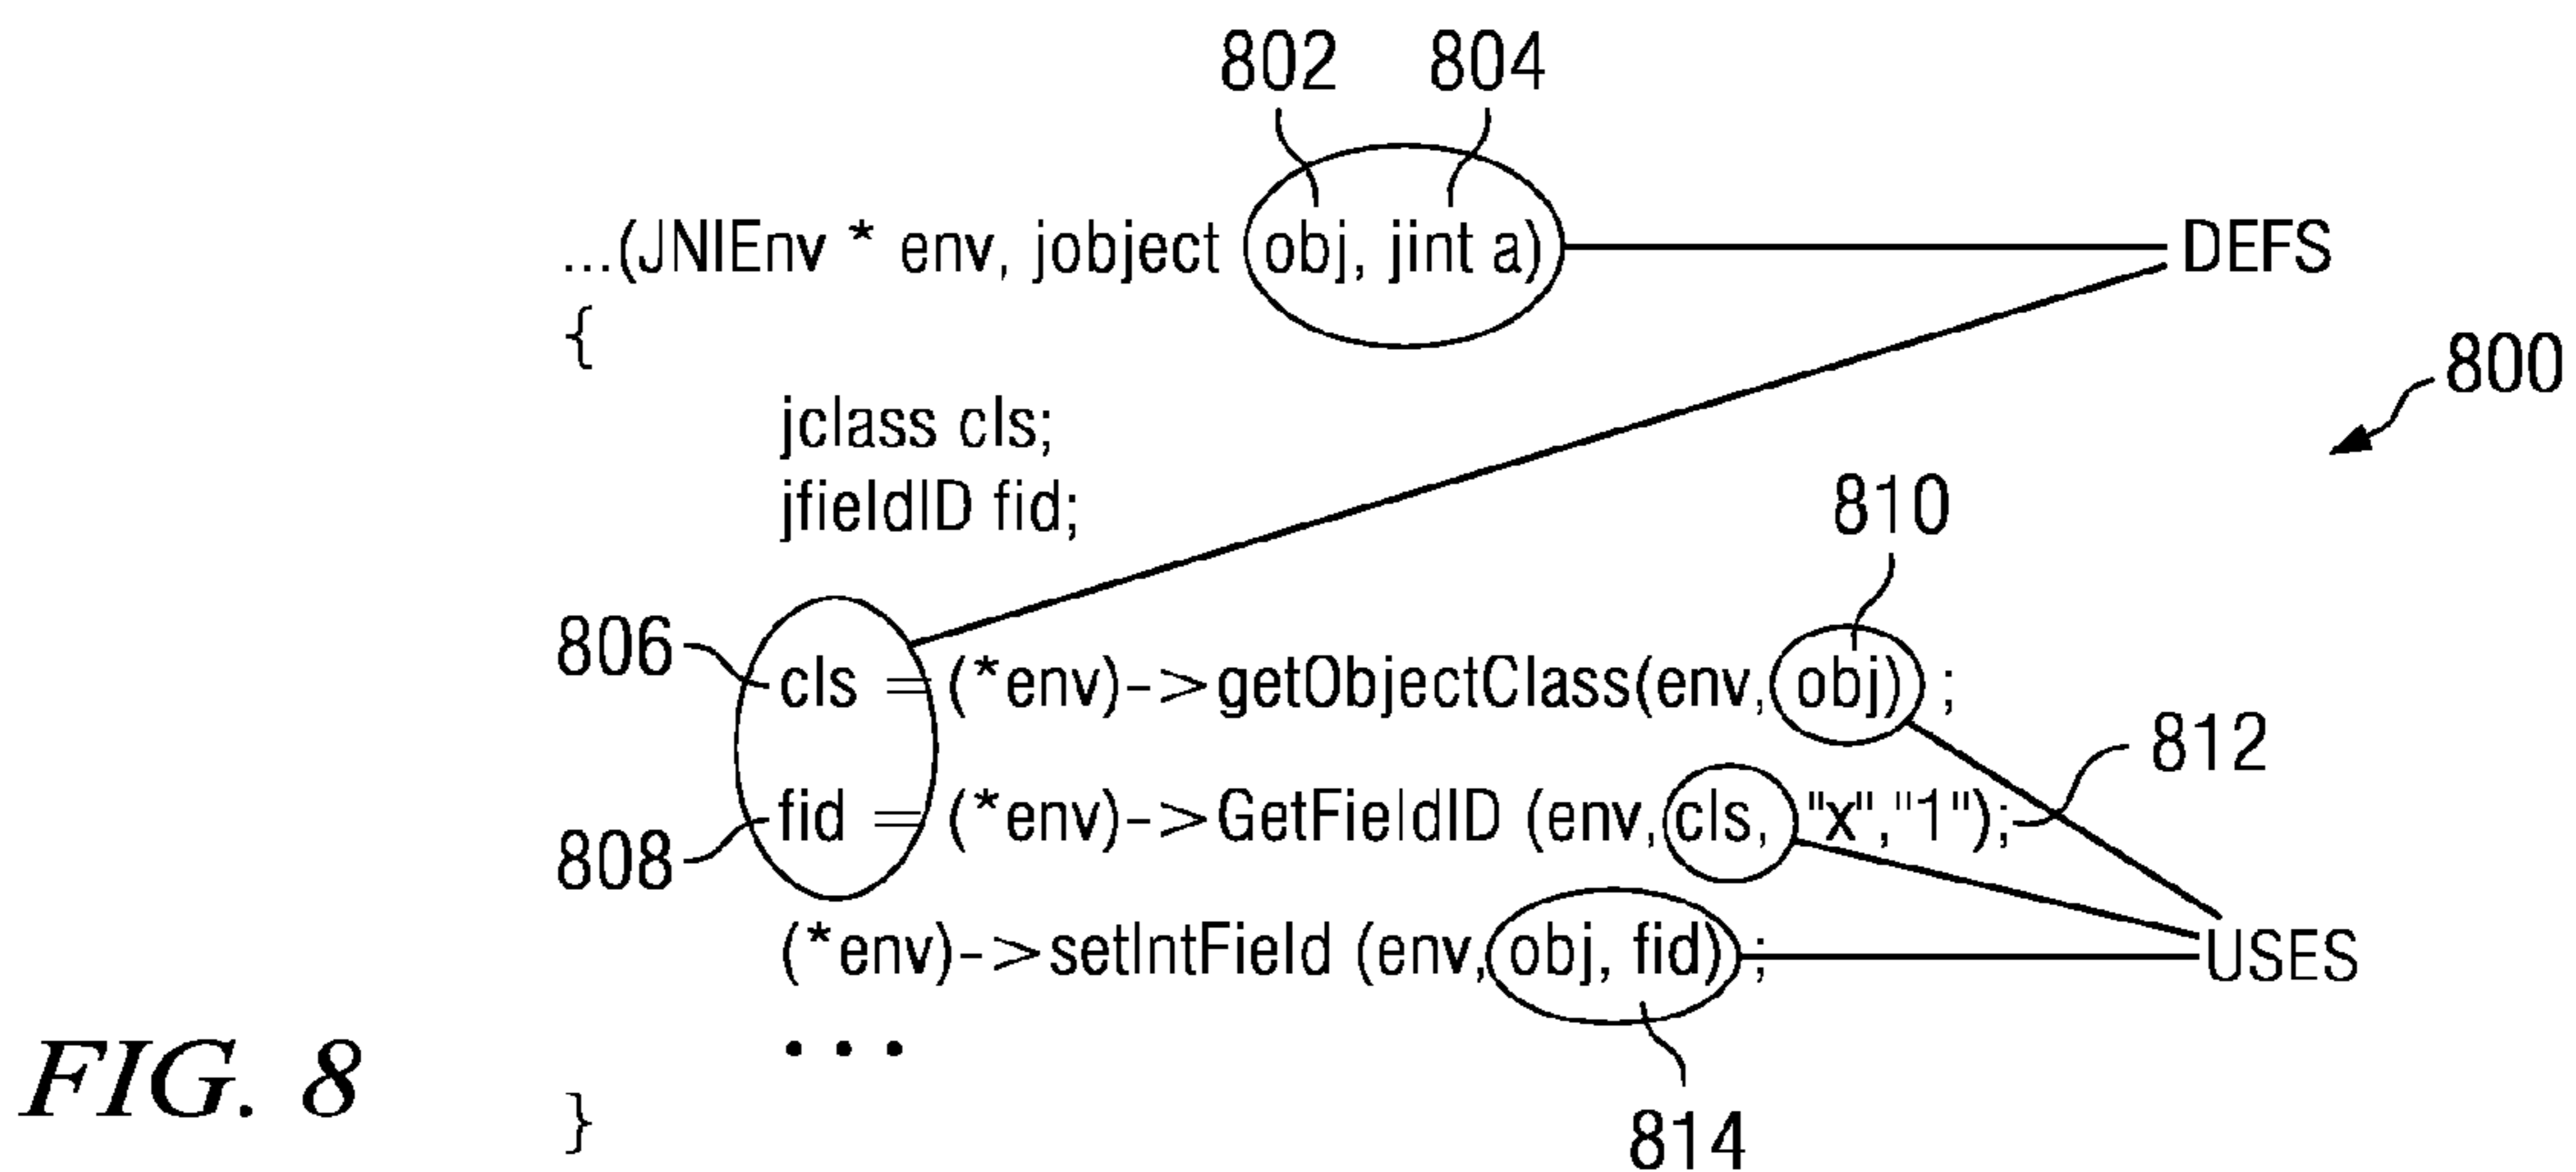 802 804
...(JNIEnv * env, jobject obj, jint a) DEFS
{
800
jclass cls;
jfieldID fid;
810
806 cls = (*env)->getObjectClass(env, obj) ;
812
808 fid = (*env)->GetFieldID (env, cls, "x","1");
(*env)->setIntField (env, obj, fid) ; USES
...
FIG. 8
}
814